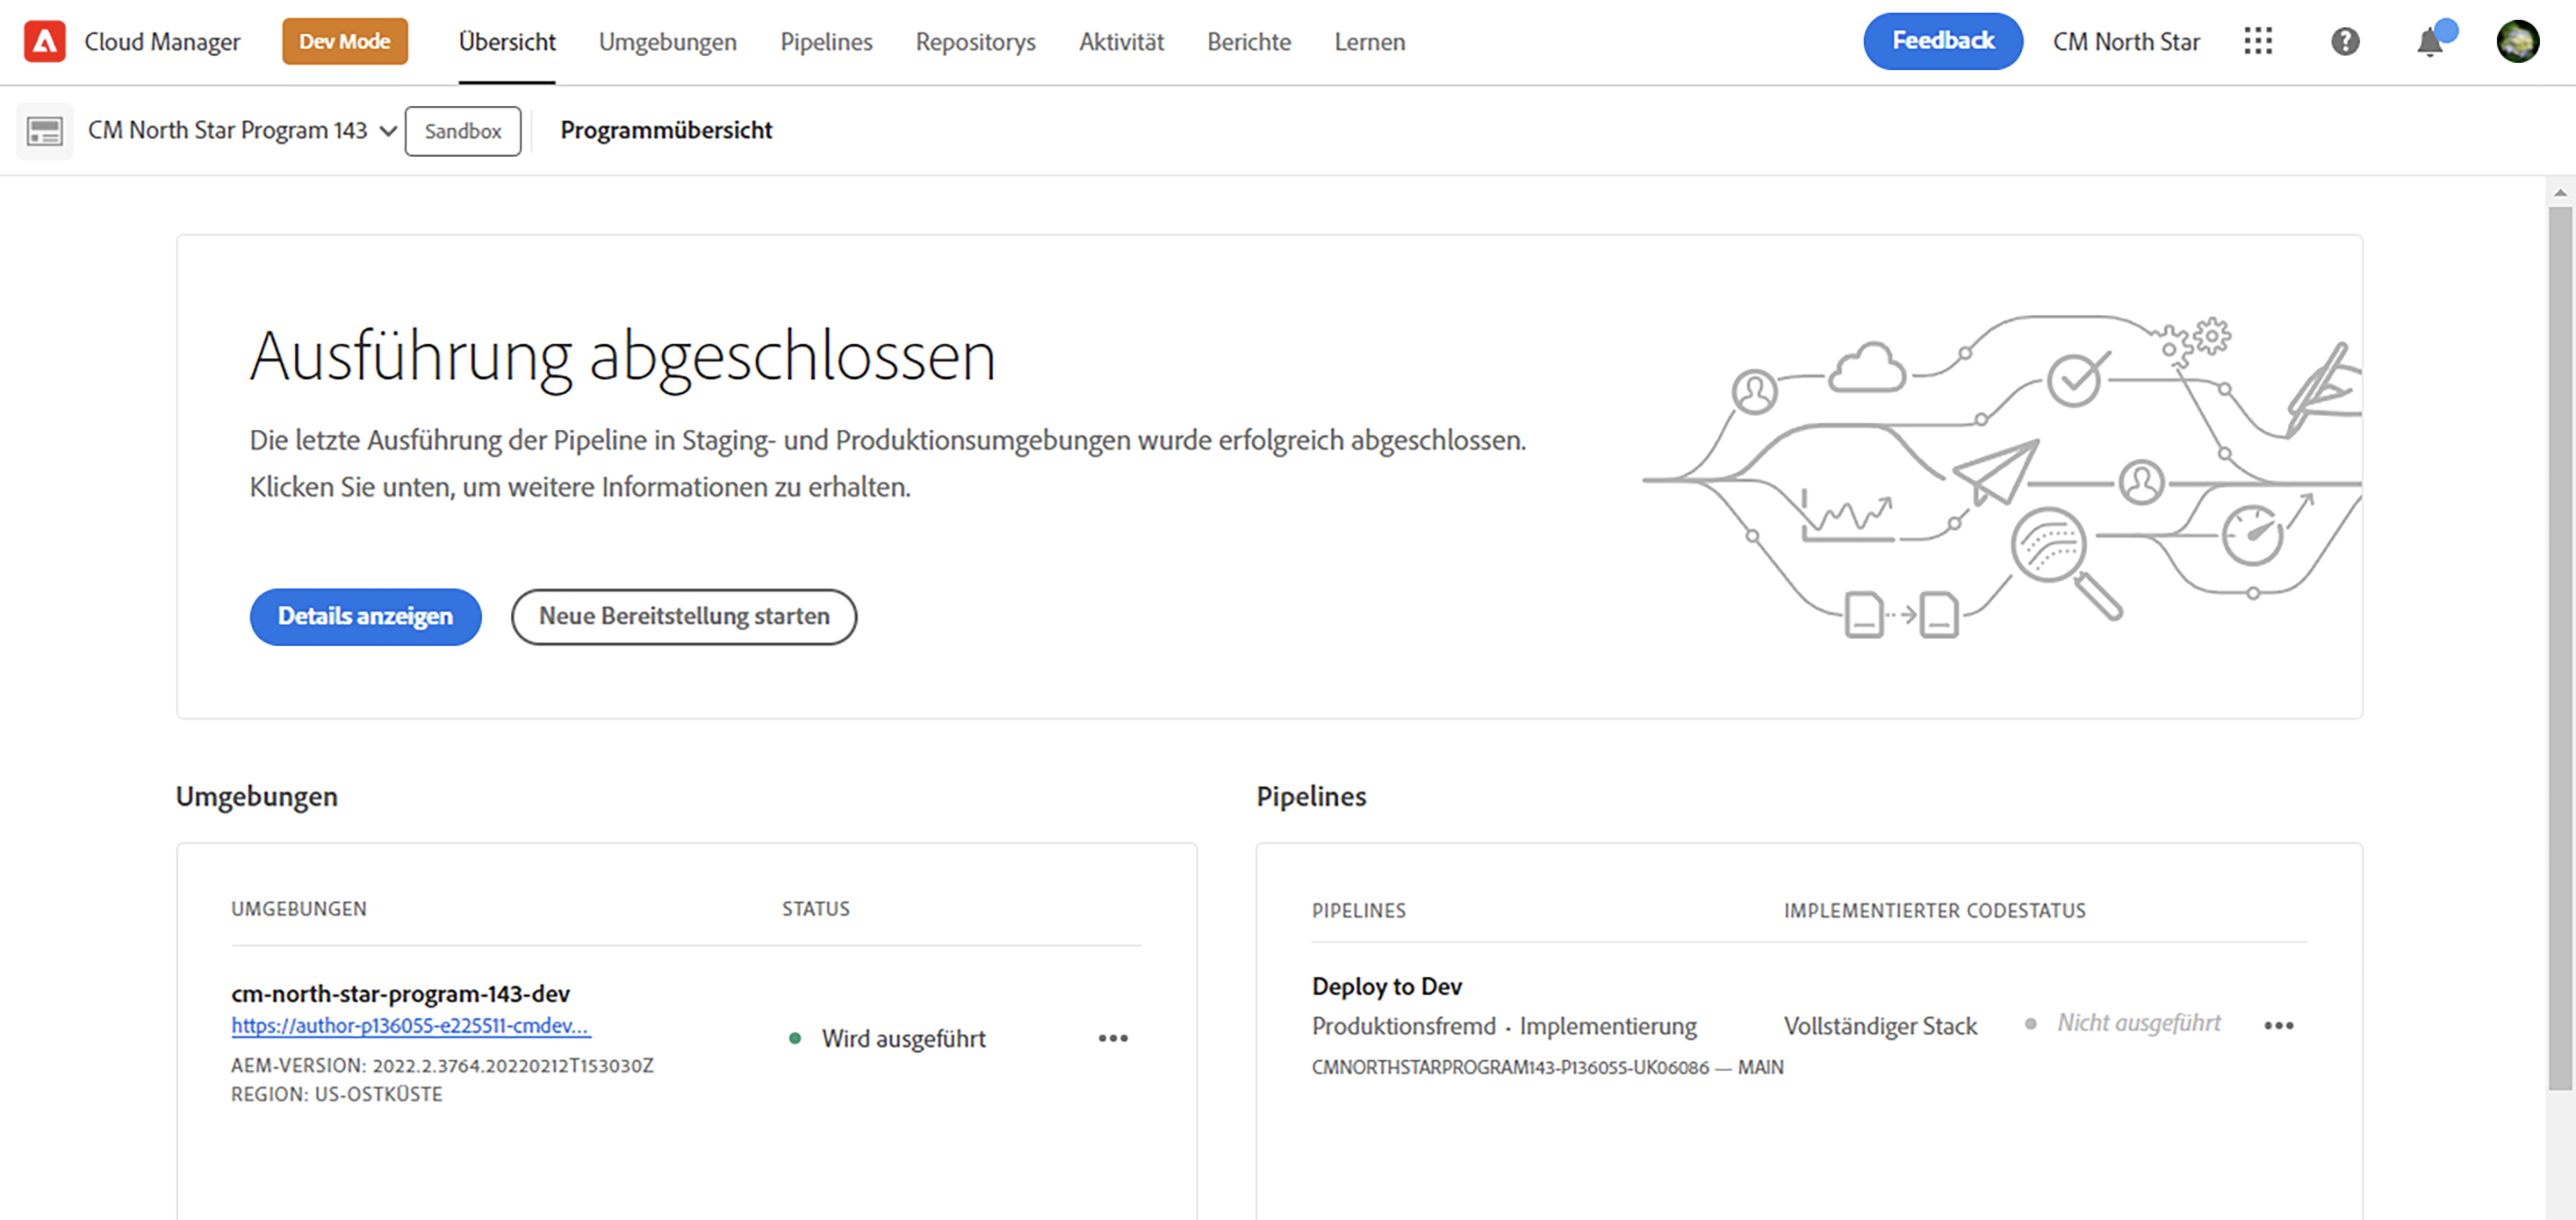 Cloud Manager Dev Mode Übersicht Umgebungen Pipelines Repositorys Aktivität Berichte Lernen Feedback CM North Star
CM North Star Program 143 Sandbox Programmübersicht
Ausführung abgeschlossen
Die letzte Ausführung der Pipeline in Staging- und Produktionsumgebungen wurde erfolgreich abgeschlossen.
Klicken Sie unten, um weitere Informationen zu erhalten.
Details anzeigen Neue Bereitstellung starten
Umgebungen
UMGEBUNGEN STATUS
cm-north-star-program-143-dev
https://author-p136055-e225511-cmdev...
Wird ausgeführt
AEM-VERSION: 2022.2.3764.20220212T153030Z
REGION: US-OSTKÜSTE
Pipelines
PIPELINES IMPLEMENTIERTER CODESTATUS
Deploy to Dev
Produktionsfremd · Implementierung Vollständiger Stack Nicht ausgeführt
CMNORTHSTARPROGRAM143-P136055-UK06086 — MAIN